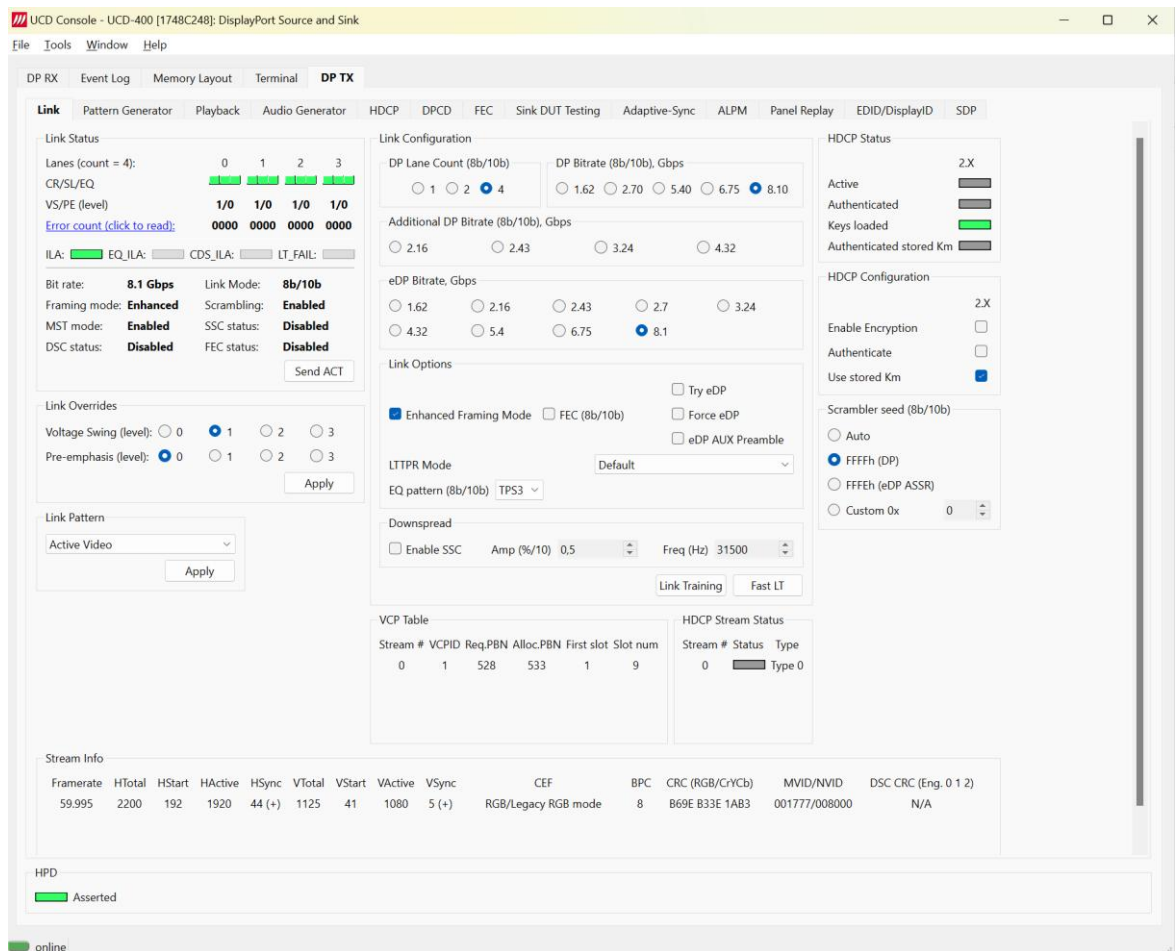 UCD Console - UCD-400 [1748C248]: DisplayPort Source and Sink
File Tools Window Help
DP RX Event Log Memory Layout Terminal DP TX
Link Pattern Generator Playback Audio Generator HDCP DPCD FEC Sink DUT Testing Adaptive-Sync ALPM Panel Replay EDID/DisplayID SDP
Link Status
Lanes (count = 4): 0 1 2 3
CR/SL/EQ
VS/PE (level) 1/0 1/0 1/0 1/0
Error count (click to read): 0000 0000 0000 0000
ILA: EQ_ILA: CDS_ILA: LT_FAIL:
Bit rate: 8.1 Gbps Link Mode: 8b/10b
Framing mode: Enhanced Scrambling: Enabled
MST mode: Enabled SSC status: Disabled
DSC status: Disabled FEC status: Disabled
Send ACT
Link Overrides
Voltage Swing (level): 0 1 2 3
Pre-emphasis (level): 0 1 2 3
Apply
Link Pattern
Active Video
Apply
Link Configuration
DP Lane Count (8b/10b)
1 2 4
DP Bitrate (8b/10b), Gbps
1.62 2.70 5.40 6.75 8.10
Additional DP Bitrate (8b/10b), Gbps
2.16 2.43 3.24 4.32
eDP Bitrate, Gbps
1.62 2.16 2.43 2.7 3.24
4.32 5.4 6.75 8.1
Link Options
Try eDP
Enhanced Framing Mode FEC (8b/10b) Force eDP
eDP AUX Preamble
LTTPR Mode Default
EQ pattern (8b/10b) TPS3
Downspread
Enable SSC Amp (%/10) 0,5 Freq (Hz) 31500
Link Training Fast LT
VCP Table
Stream # VCPID Req.PBN Alloc.PBN First slot Slot num
0 1 528 533 1 9
HDCP Stream Status
Stream # Status Type
0 Type 0
HDCP Status
2.X
Active
Authenticated
Keys loaded
Authenticated stored Km
HDCP Configuration
2.X
Enable Encryption
Authenticate
Use stored Km
Scrambler seed (8b/10b)
Auto
FFFFh (DP)
FFFEh (eDP ASSR)
Custom 0x 0
Stream Info
Framerate HTotal HStart HActive HSync VTotal VStart VActive VSync CEF BPC CRC (RGB/CrYCb) MVID/NVID DSC CRC (Eng. 0 1 2)
59.995 2200 192 1920 44 (+) 1125 41 1080 5 (+) RGB/Legacy RGB mode 8 B69E B33E 1AB3 001777/008000 N/A
HPD
Asserted
online